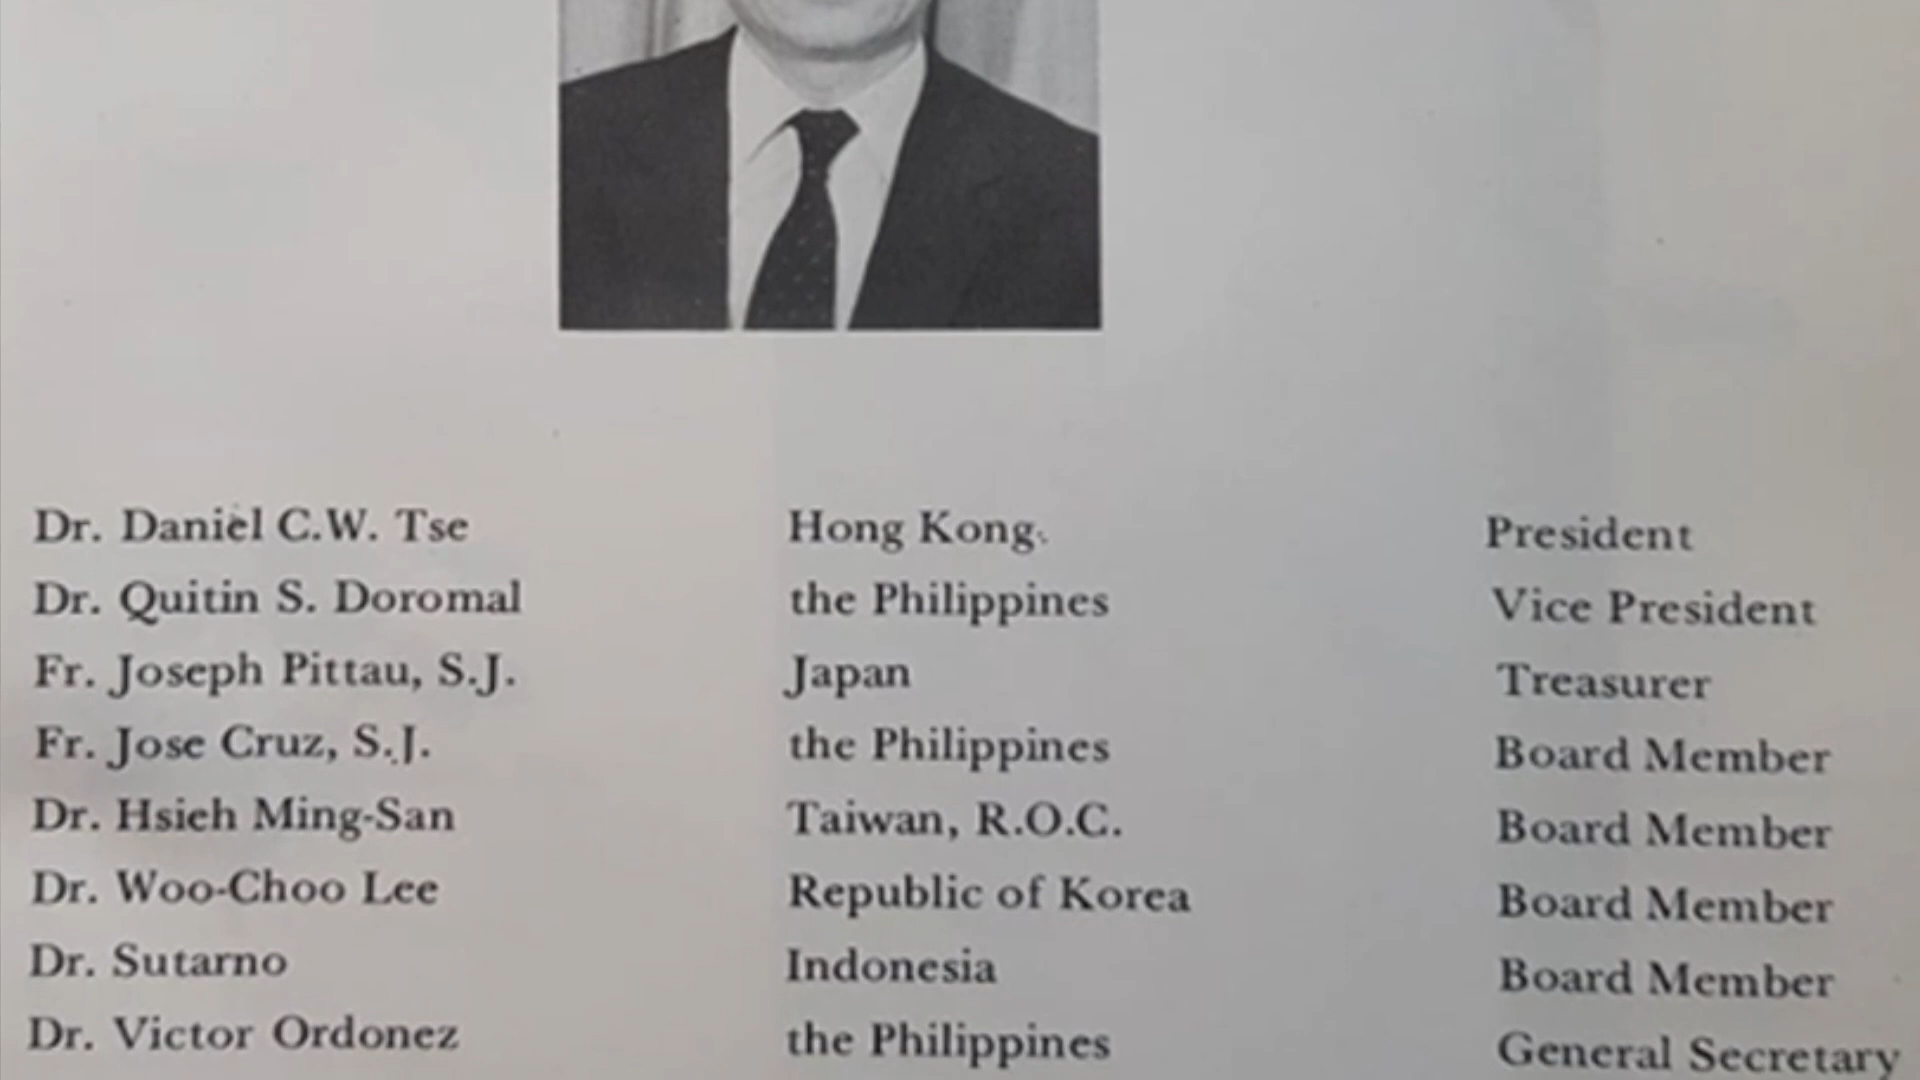 Dr. Daniel C.W. Tse Hong Kong. President
Dr. Quitin S. Doromal the Philippines Vice President
Fr. Joseph Pittau, S.J. Japan Treasurer
Fr. Jose Cruz, S.J. the Philippines Board Member
Dr. Hsieh Ming-San Taiwan, R.O.C. Board Member
Dr. Woo-Choo Lee Republic of Korea Board Member
Dr. Sutarno Indonesia Board Member
Dr. Victor Ordonez the Philippines General Secretary